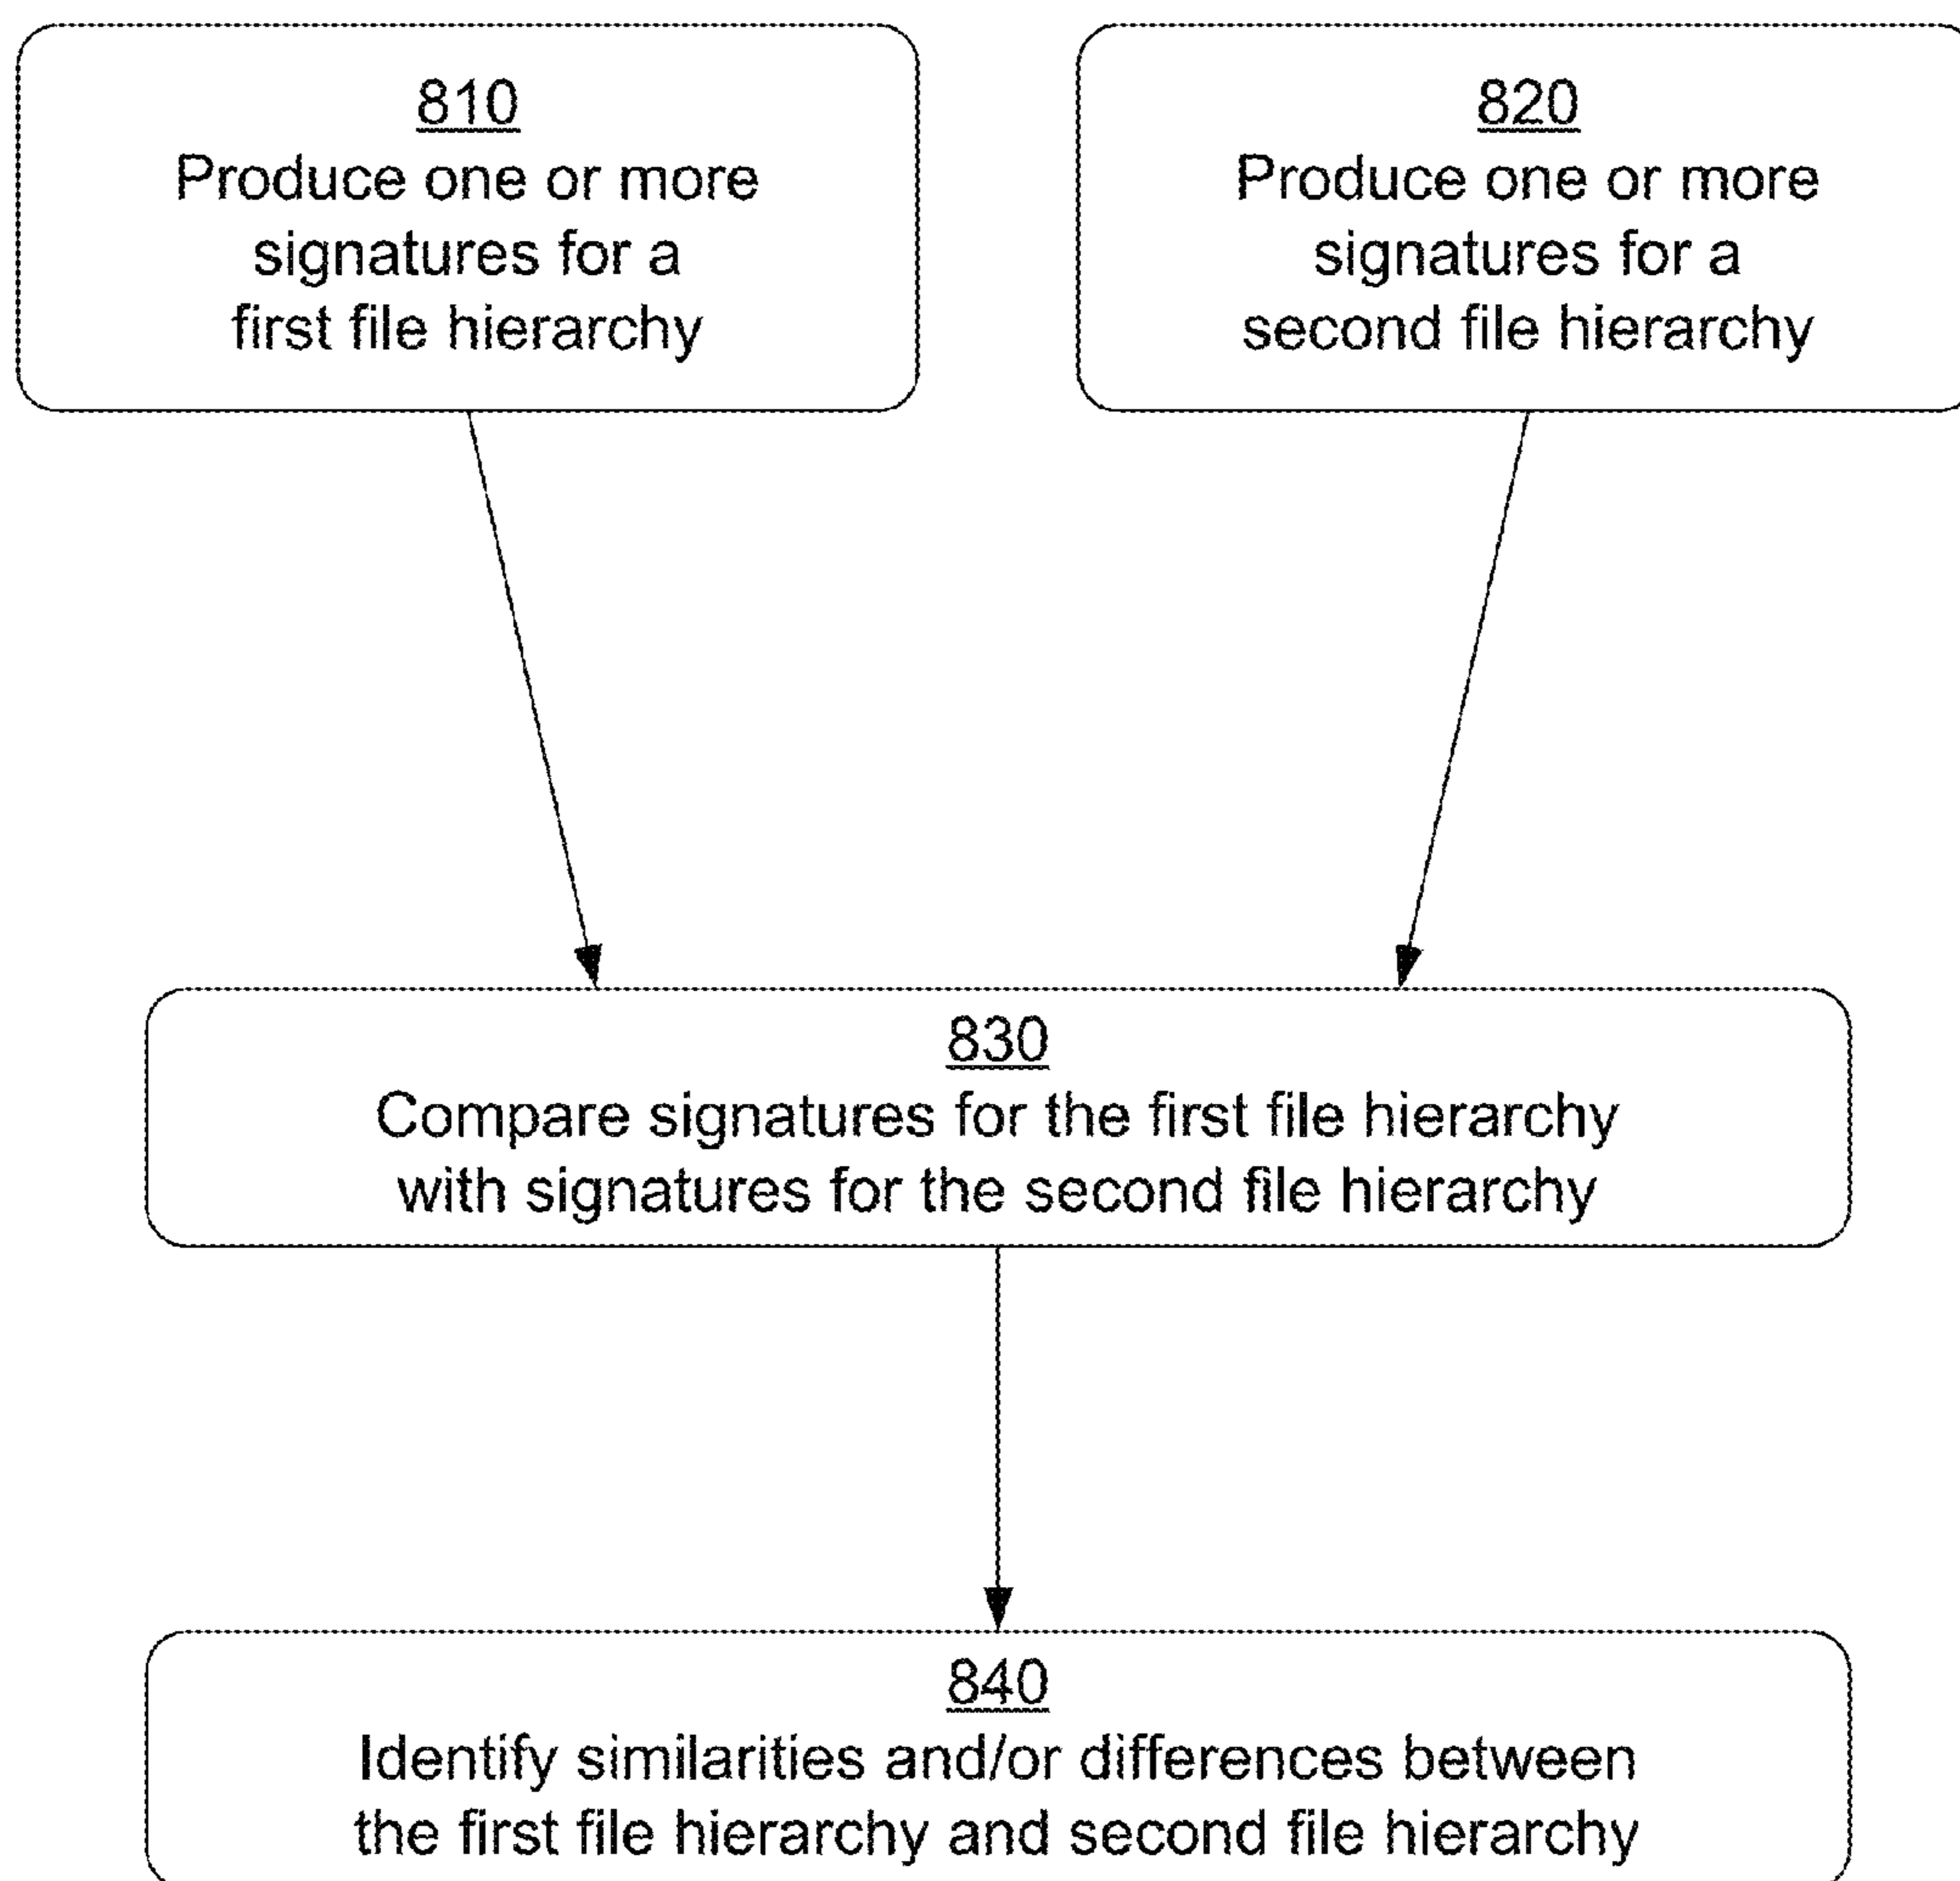 810
Produce one or more
signatures for a
first file hierarchy
820
Produce one or more
signatures for a
second file hierarchy
830
Compare signatures for the first file hierarchy
with signatures for the second file hierarchy
840
Identify similarities and/or differences between
the first file hierarchy and second file hierarchy